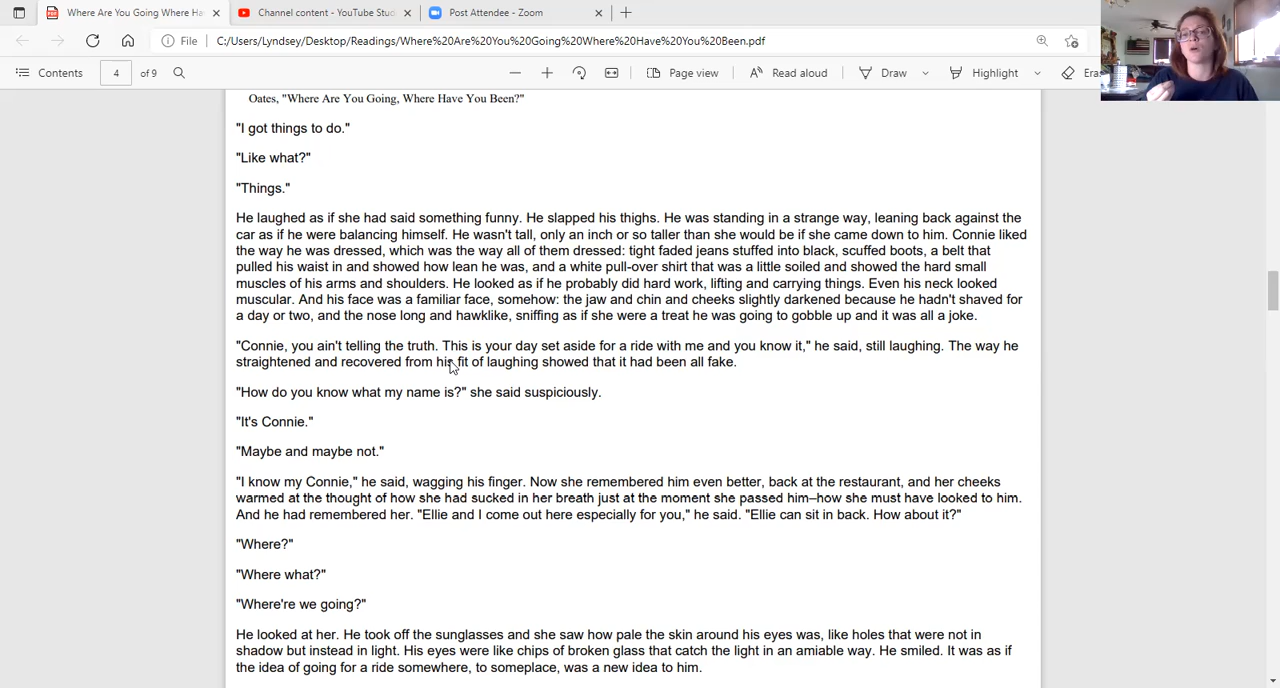 Where Are You Going Where Ha
Channel content - YouTube Stud
Post Attendee - Zoom
File
C:/Users/Lyndsey/Desktop/Readings/Where%20Are%20You%20Going%20Where%20Have%20You%20Been.pdf
Contents
4
of 9
Page view
Read aloud
Draw
Highlight
Era
Oates, "Where Are You Going, Where Have You Been?"
"I got things to do."
"Like what?"
"Things."
He laughed as if she had said something funny. He slapped his thighs. He was standing in a strange way, leaning back against the
car as if he were balancing himself. He wasn't tall, only an inch or so taller than she would be if she came down to him. Connie liked
the way he was dressed, which was the way all of them dressed: tight faded jeans stuffed into black, scuffed boots, a belt that
pulled his waist in and showed how lean he was, and a white pull-over shirt that was a little soiled and showed the hard small
muscles of his arms and shoulders. He looked as if he probably did hard work, lifting and carrying things. Even his neck looked
muscular. And his face was a familiar face, somehow: the jaw and chin and cheeks slightly darkened because he hadn't shaved for
a day or two, and the nose long and hawklike, sniffing as if she were a treat he was going to gobble up and it was all a joke.
"Connie, you ain't telling the truth. This is your day set aside for a ride with me and you know it," he said, still laughing. The way he
straightened and recovered from his fit of laughing showed that it had been all fake.
"How do you know what my name is?" she said suspiciously.
"It's Connie."
"Maybe and maybe not."
"I know my Connie," he said, wagging his finger. Now she remembered him even better, back at the restaurant, and her cheeks
warmed at the thought of how she had sucked in her breath just at the moment she passed him—how she must have looked to him.
And he had remembered her. "Ellie and I come out here especially for you," he said. "Ellie can sit in back. How about it?"
"Where?"
"Where what?"
"Where're we going?"
He looked at her. He took off the sunglasses and she saw how pale the skin around his eyes was, like holes that were not in
shadow but instead in light. His eyes were like chips of broken glass that catch the light in an amiable way. He smiled. It was as if
the idea of going for a ride somewhere, to someplace, was a new idea to him.